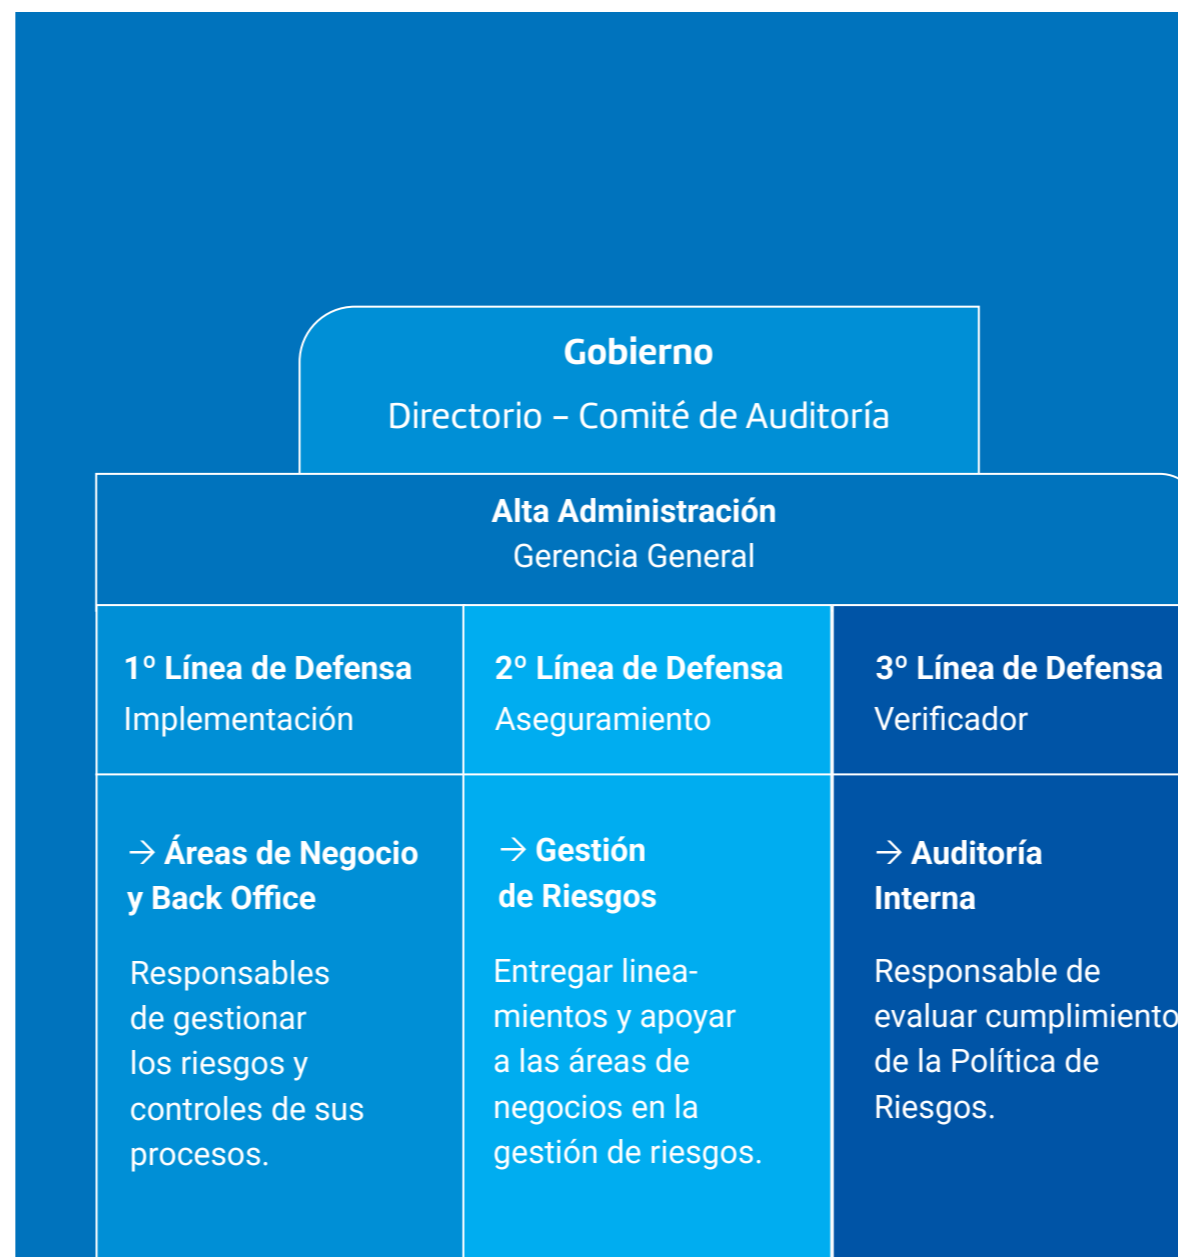 Gobierno
Directorio – Comité de Auditoría
Alta Administración
Gerencia General
1º Línea de Defensa
Implementación
2º Línea de Defensa
Aseguramiento
3º Línea de Defensa
Verificador
→ Áreas de Negocio
y Back Office
Responsables
de gestionar
los riesgos y
controles de sus
procesos.
→ Gestión
de Riesgos
Entregar linea-
mientos y apoyar
a las áreas de
negocios en la
gestión de riesgos.
→ Auditoría
Interna
Responsable de
evaluar cumplimiento
de la Política de
Riesgos.